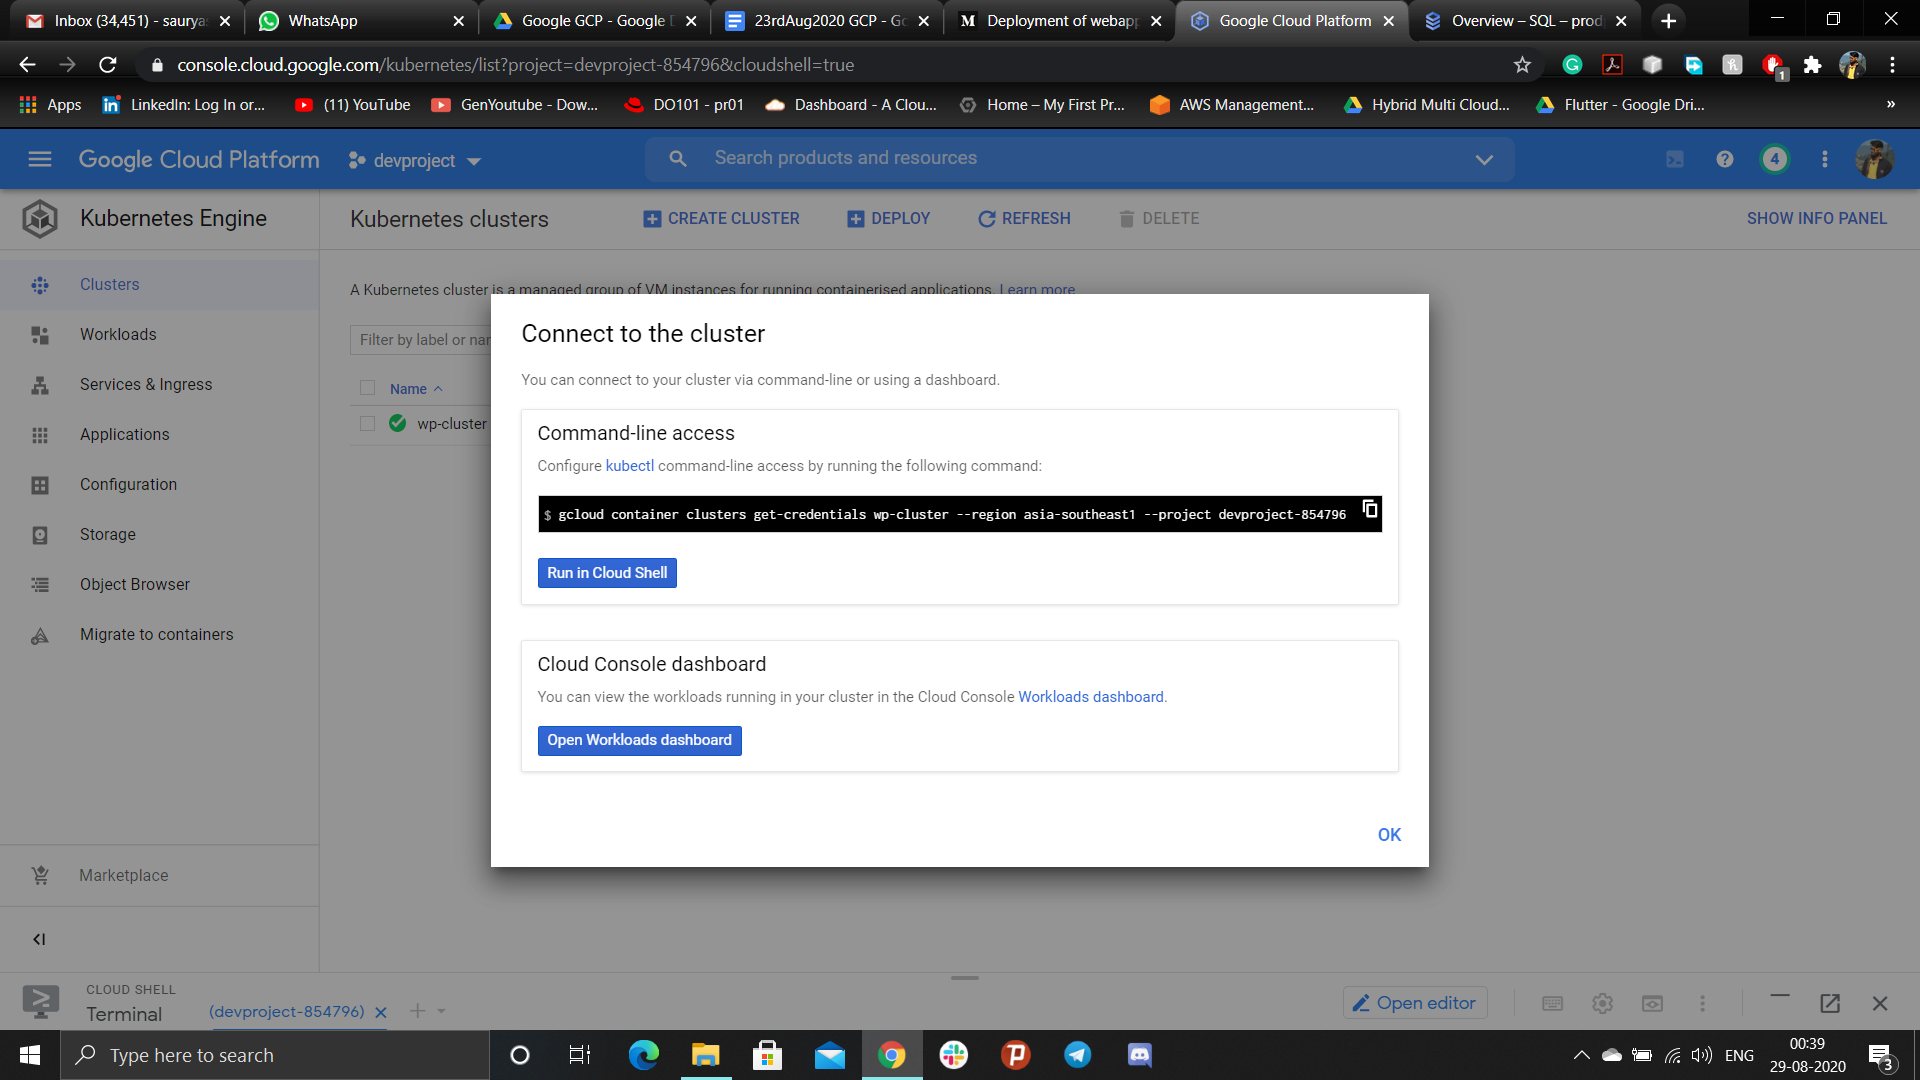 Inbox (34,451) - saurya
WhatsApp
Google GCP - Google D
23rdAug2020 GCP - Go
Deployment of webapp
Google Cloud Platform
Overview – SQL – prod
console.cloud.google.com/kubernetes/list?project=devproject-854796&cloudshell=true
1
Apps
LinkedIn: Log In or...
(11) YouTube
GenYoutube - Dow...
DO101 - pr01
Dashboard - A Clou...
Home – My First Pr...
AWS Management...
Hybrid Multi Cloud...
Flutter - Google Dri...
»
Google Cloud Platform
devproject
Search products and resources
4
Kubernetes Engine
Kubernetes clusters
CREATE CLUSTER
DEPLOY
REFRESH
DELETE
SHOW INFO PANEL
Clusters
Workloads
Services & Ingress
Applications
Configuration
Storage
Object Browser
Migrate to containers
Marketplace
A Kubernetes cluster is a managed group of VM instances for running containerised applications. Learn more
Filter by label or nar
Name
wp-cluster
Connect to the cluster
You can connect to your cluster via command-line or using a dashboard.
Command-line access
Configure kubectl command-line access by running the following command:
$ gcloud container clusters get-credentials wp-cluster --region asia-southeast1 --project devproject-854796
Run in Cloud Shell
Cloud Console dashboard
You can view the workloads running in your cluster in the Cloud Console Workloads dashboard.
Open Workloads dashboard
OK
CLOUD SHELL
Terminal
(devproject-854796)
Open editor
Type here to search
ENG
00:39
29-08-2020
3